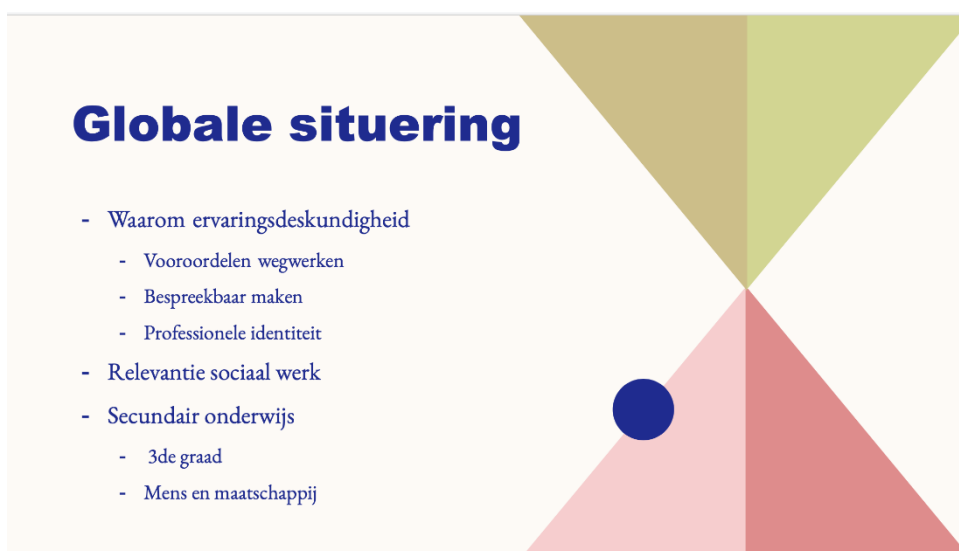 Globale situering
- Waarom ervaringsdeskundigheid
- Vooroordelen wegwerken
- Bespreekbaar maken
- Professionele identiteit
- Relevantie sociaal werk
- Secundair onderwijs
- 3de graad
- Mens en maatschappij